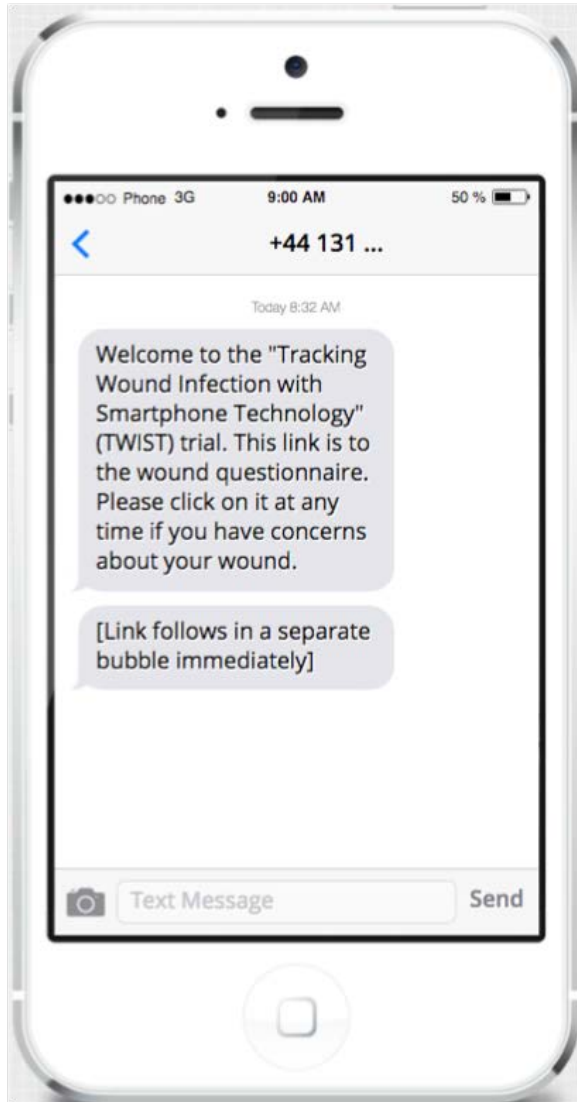 ●●●○○ Phone 3G 9:00 AM 50 %
+44 131 ...
Today 8:32 AM
Welcome to the "Tracking
Wound Infection with
Smartphone Technology"
(TWIST) trial. This link is to
the wound questionnaire.
Please click on it at any
time if you have concerns
about your wound.
[Link follows in a separate
bubble immediately]
Text Message Send